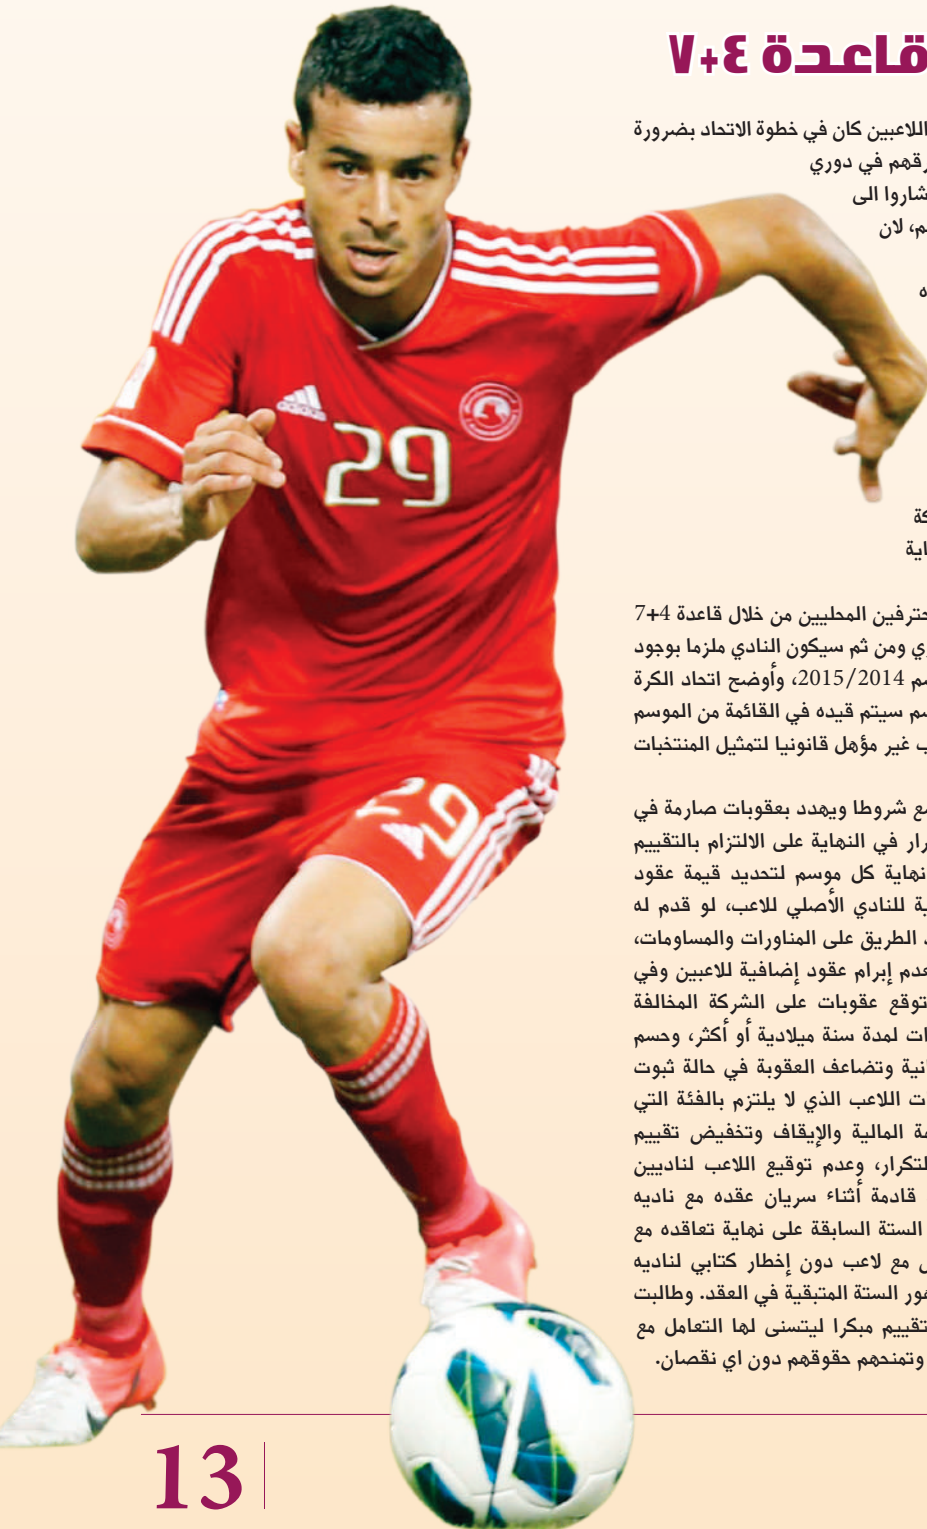 قاعدة ٤+٧
اللاعبين كان في خطوة الاتحاد بضرورة
رقهم في دوري
شاروا الى
م، لان
ه
كة
اية
حترفين المحليين من خلال قاعدة 4+7
ي ومن ثم سيكون النادي ملزما بوجود
سم 2015/2014، وأوضح اتحاد الكرة
سم سيتم قيده في القائمة من الموسم
ب غير مؤهل قانونيا لتمثيل المنتخبات
ع شروطا ويهدد بعقوبات صارمة في
رار في النهاية على الالتزام بالتقييم
نهاية كل موسم لتحديد قيمة عقود
ية للنادي الأصلي للاعب، لو قدم له
د الطريق على المناورات والمساومات،
عدم إبرام عقود إضافية للاعبين وفي
توقع عقوبات على الشركة المخالفة
ات لمدة سنة ميلادية أو أكثر، وحسم
انية وتضاعف العقوبة في حالة ثبوت
ت اللاعب الذي لا يلتزم بالفئة التي
مة المالية والإيقاف وتخفيض تقييم
لتكرار، وعدم توقيع اللاعب لناديين
قادمة أثناء سريان عقده مع ناديه
الستة السابقة على نهاية تعاقده مع
ض مع لاعب دون إخطار كتابي لناديه
هور الستة المتبقية في العقد. وطالبت
تقييم مبكرا ليتسنى لها التعامل مع
وتمنحهم حقوقهم دون اي نقصان.
adidas
29
29
13